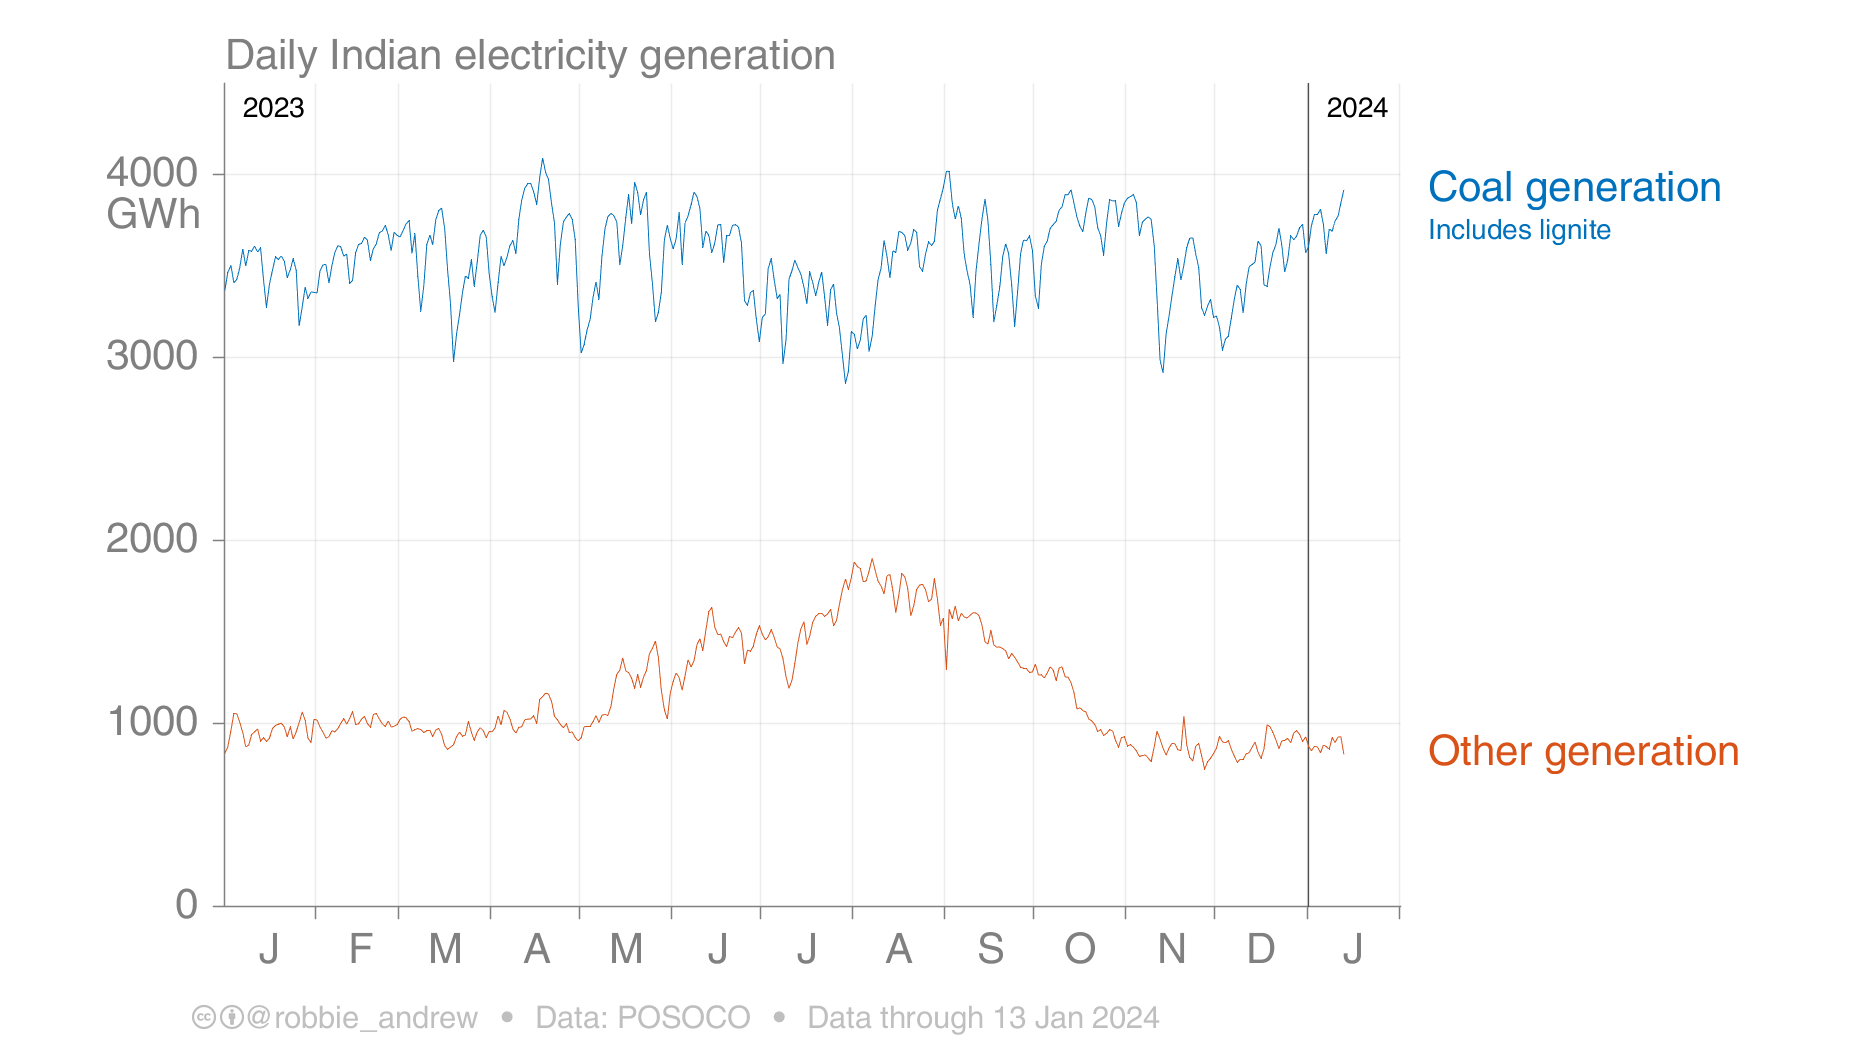 Daily Indian electricity generation
2023
2024
4000
GWh
3000
2000
1000
0
Coal generation
Includes lignite
Other generation
J F M A M J J A S O N D J
cc @robbie_andrew • Data: POSOCO • Data through 13 Jan 2024